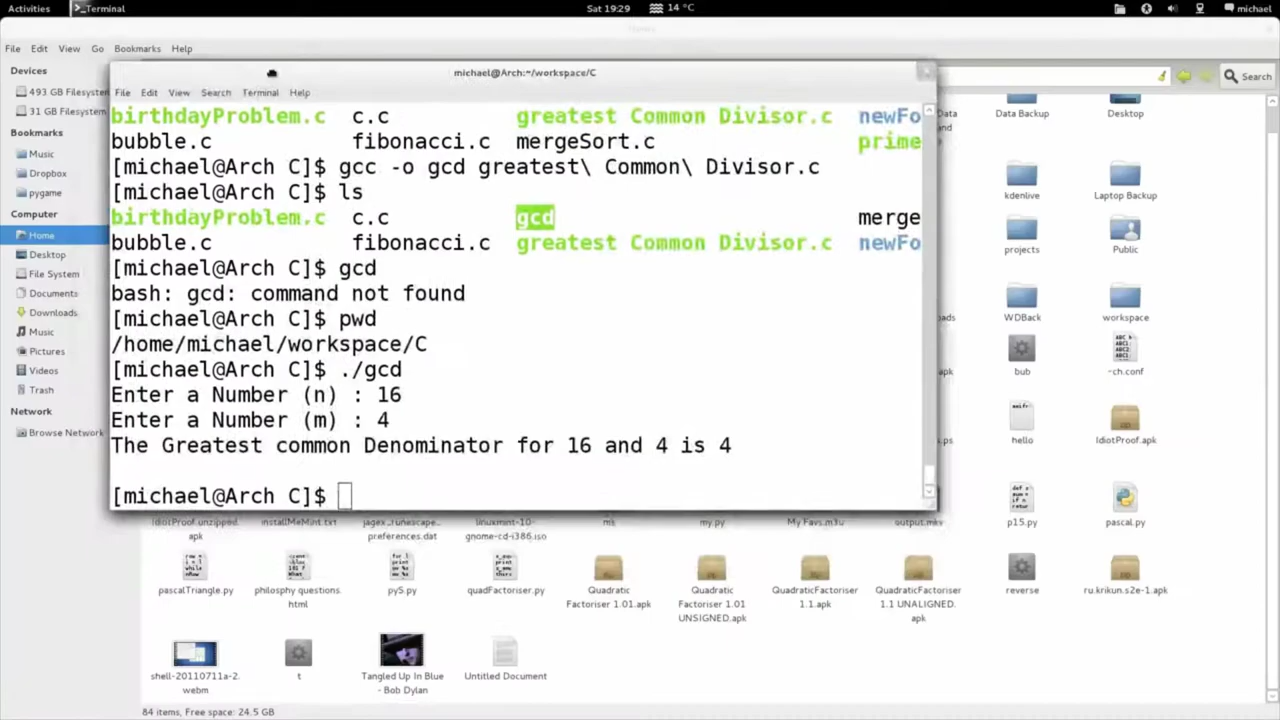 Activities Terminal Sat 19:29 14 °C michael
File Edit View Go Bookmarks Help
michael@Arch:~/workspace/C
Search
File Edit View Search Terminal Help
Devices
493 GB Filesystem
31 GB Filesystem
Bookmarks
Music
Dropbox
pygame
Computer
Home
Desktop
File System
Documents
Downloads
Music
Pictures
Videos
Trash
Network
Browse Network
birthdayProblem.c c.c greatest Common Divisor.c newFo
bubble.c fibonacci.c mergeSort.c prime
[michael@Arch C]$ gcc -o gcd greatest\ Common\ Divisor.c
[michael@Arch C]$ ls
birthdayProblem.c c.c gcd merge
bubble.c fibonacci.c greatest Common Divisor.c newFo
[michael@Arch C]$ gcd
bash: gcd: command not found
[michael@Arch C]$ pwd
/home/michael/workspace/C
[michael@Arch C]$ ./gcd
Enter a Number (n) : 16
Enter a Number (m) : 4
The Greatest common Denominator for 16 and 4 is 4
[michael@Arch C]$
Data and Data Backup Desktop
kdenlive Laptop Backup
projects Public
oads WDBack workspace
apk bub ~ch.conf
hello IdiotProof.apk
s.ps
IdiotProof.unzipped.apk installMeMint.txt jagex_runescape_preferences.dat linuxmint-10-gnome-cd-i386.iso mk my.py My Favs.m3u output.mkv p15.py pascal.py
pascalTriangle.py philosphy questions.html py5.py quadFactoriser.py Quadratic Factoriser 1.01.apk Quadratic Factoriser 1.01 UNSIGNED.apk QuadraticFactoriser 1.1.apk QuadraticFactoriser 1.1 UNALIGNED.apk reverse ru.krikun.s2e-1.apk
shell-20110711a-2.webm t Tangled Up In Blue - Bob Dylan Untitled Document
84 items, Free space: 24.5 GB